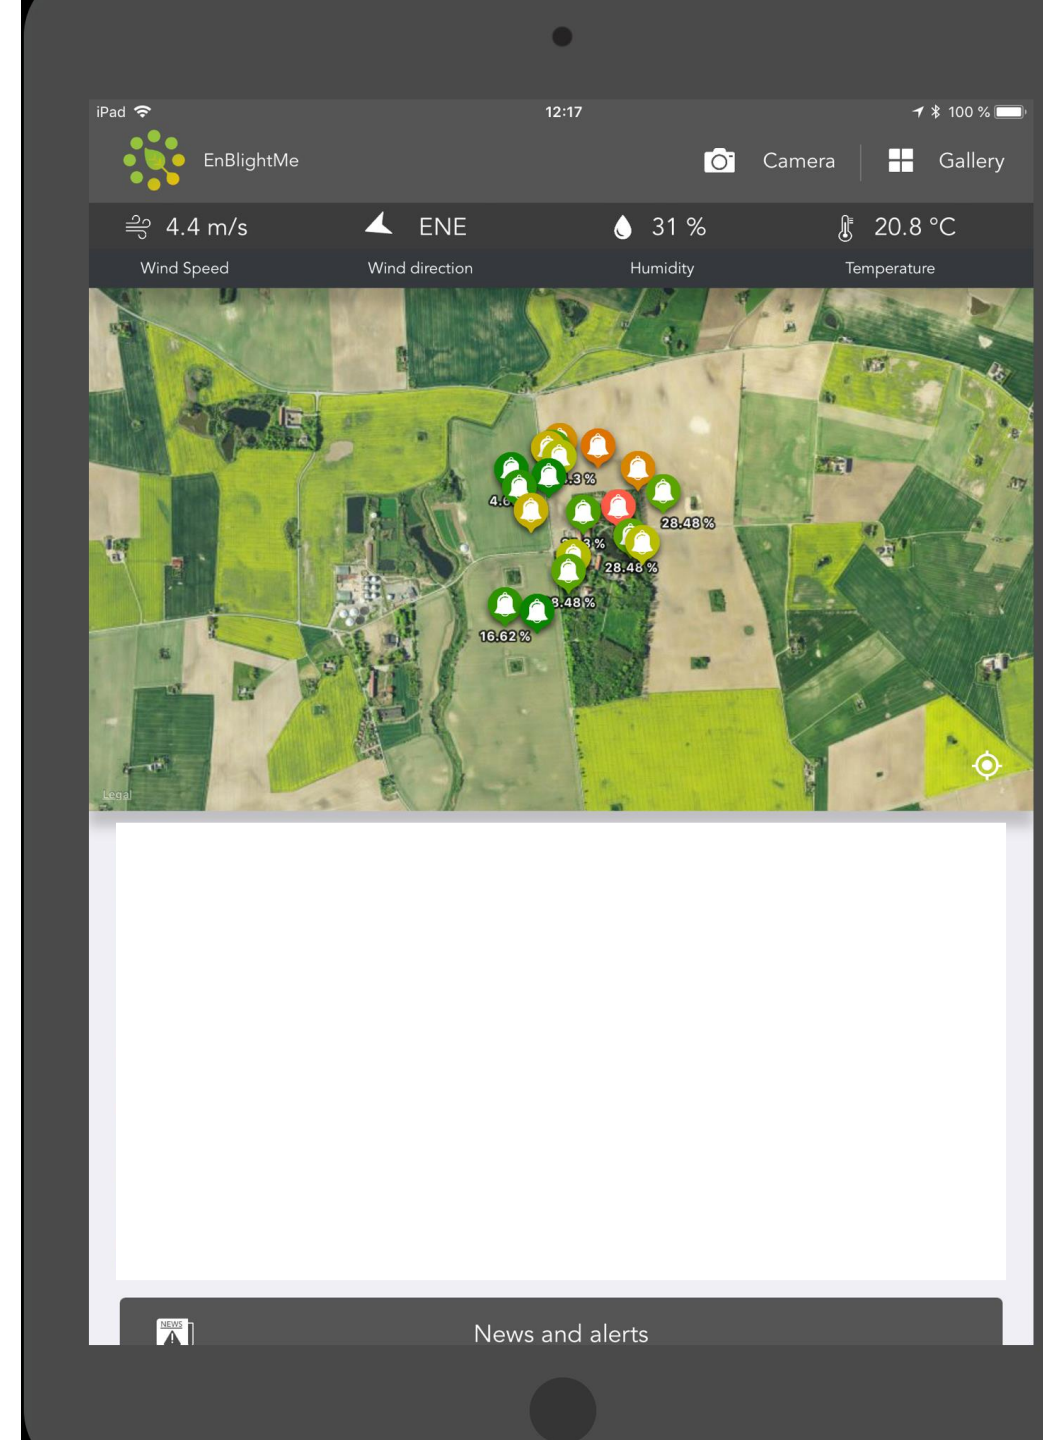 iPad 12:17 100 %
EnBlightMe Camera Gallery
4.4 m/s ENE 31 % 20.8 °C
Wind Speed Wind direction Humidity Temperature
28.48 %
28.48 %
16.62 %
Legal
NEWS
News and alerts